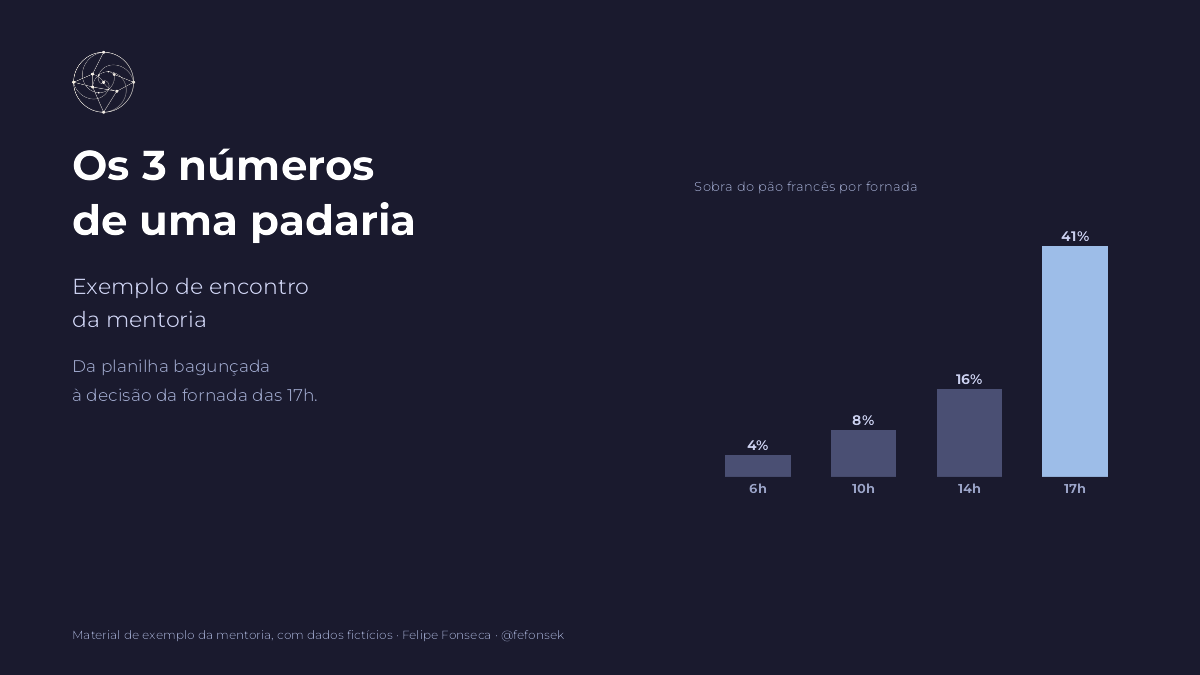 Os 3 números
de uma padaria
Exemplo de encontro
da mentoria
Da planilha bagunçada
à decisão da fornada das 17h.
Sobra do pão francês por fornada
4%
8%
16%
41%
6h
10h
14h
17h
Material de exemplo da mentoria, com dados fictícios · Felipe Fonseca · @fefonsek